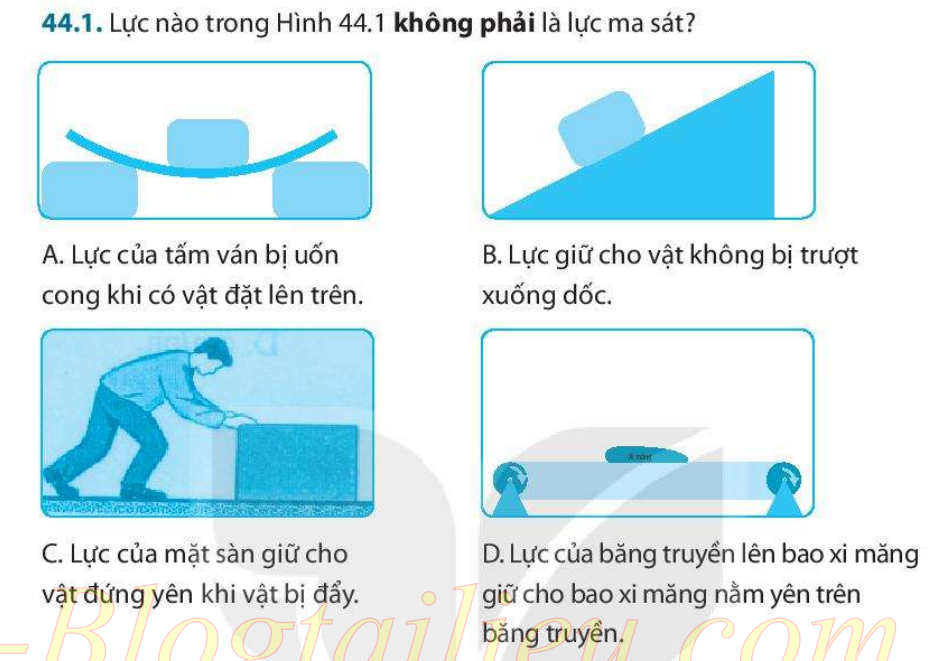 44.1. Lực nào trong Hình 44.1 không phải là lực ma sát?
A. Lực của tấm ván bị uốn
cong khi có vật đặt lên trên.
B. Lực giữ cho vật không bị trượt
xuống dốc.
Xi măng
C. Lực của mặt sàn giữ cho
vật đứng yên khi vật bị đẩy.
D. Lực của băng truyền lên bao xi măng
giữ cho bao xi măng nằm yên trên
băng truyền.
-Blogtailieu.com